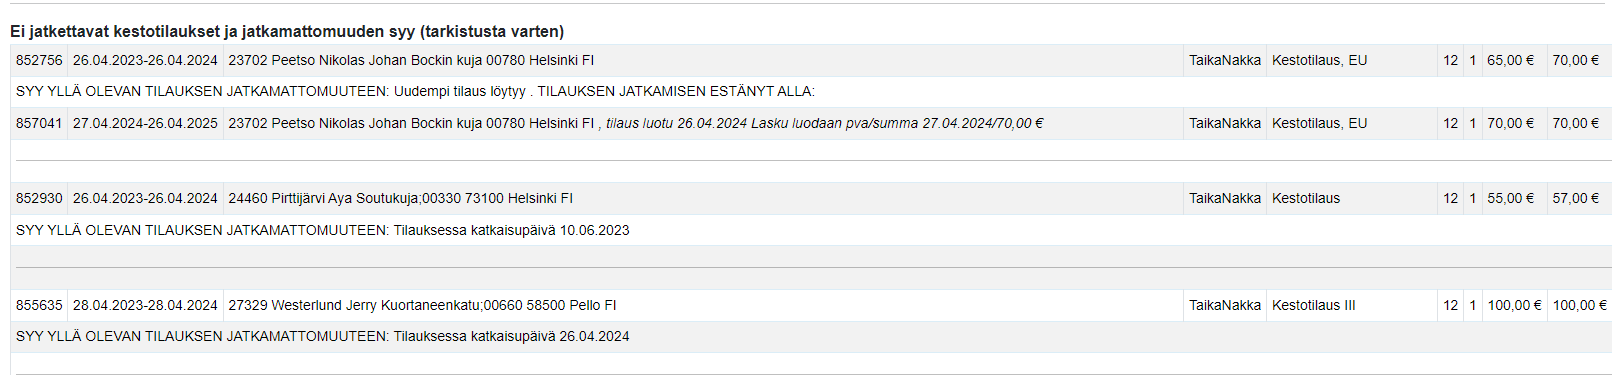 Ei jatkettavat kestotilaukset ja jatkamattomuuden syy (tarkistusta varten)
852756 26.04.2023-26.04.2024 23702 Peetso Nikolas Johan Bockin kuja 00780 Helsinki FI TaikaNakka Kestotilaus, EU 12 1 65,00 € 70,00 €
SYY YLLÄ OLEVAN TILAUKSEN JATKAMATTOMUUTEEN: Uudempi tilaus löytyy . TILAUKSEN JATKAMISEN ESTÄNYT ALLA:
857041 27.04.2024-26.04.2025 23702 Peetso Nikolas Johan Bockin kuja 00780 Helsinki FI , tilaus luotu 26.04.2024 Lasku luodaan pva/summa 27.04.2024/70,00 € TaikaNakka Kestotilaus, EU 12 1 70,00 € 70,00 €
852930 26.04.2023-26.04.2024 24460 Pirttijärvi Aya Soutukuja;00330 73100 Helsinki FI TaikaNakka Kestotilaus 12 1 55,00 € 57,00 €
SYY YLLÄ OLEVAN TILAUKSEN JATKAMATTOMUUTEEN: Tilauksessa katkaisupäivä 10.06.2023
855635 28.04.2023-28.04.2024 27329 Westerlund Jerry Kuortaneenkatu;00660 58500 Pello FI TaikaNakka Kestotilaus III 12 1 100,00 € 100,00 €
SYY YLLÄ OLEVAN TILAUKSEN JATKAMATTOMUUTEEN: Tilauksessa katkaisupäivä 26.04.2024